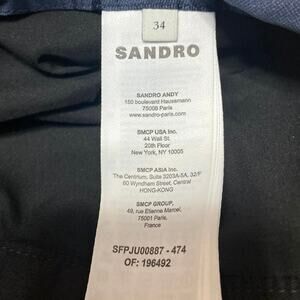 34
SANDRO
SANDRO ANDY
150 boulevard Haussmann
75008 Paris
www.sandro-paris.com
SMCP USA Inc.
44 Wall St.
20th Floor
New York, NY 10005
SMCP ASIA Inc.
The Centrium, Suite 3203A-5A, 32/F
60 Wyndham Street, Central
HONG-KONG
SMCP GROUP,
49, rue Etienne Marcel,
75001 Paris,
France
SFPJU00887 - 474
OF: 196492